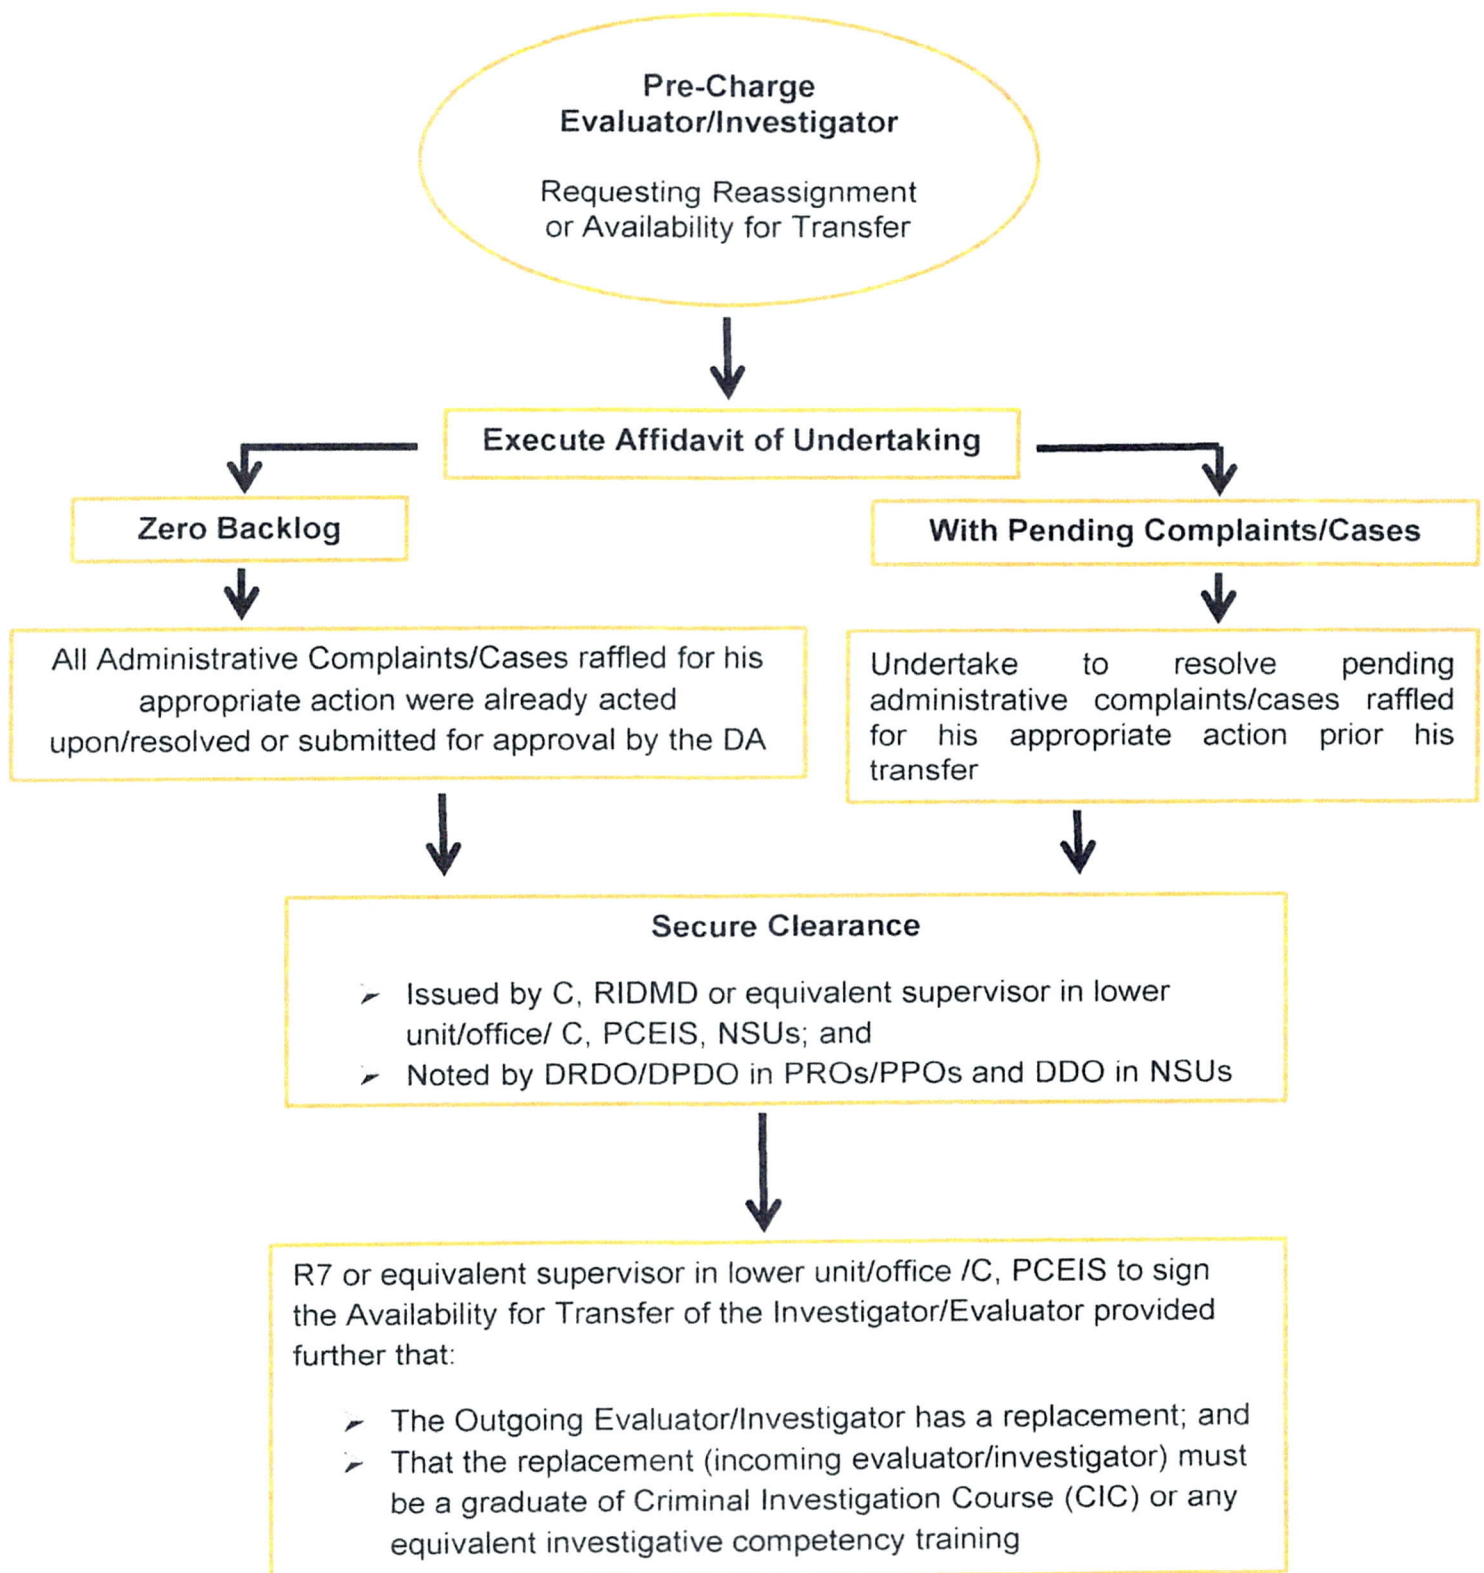 Pre-Charge
Evaluator/Investigator
Requesting Reassignment
or Availability for Transfer
Execute Affidavit of Undertaking
Zero Backlog
With Pending Complaints/Cases
All Administrative Complaints/Cases raffled for his
appropriate action were already acted
upon/resolved or submitted for approval by the DA
Undertake to resolve pending
administrative complaints/cases raffled
for his appropriate action prior his
transfer
Secure Clearance
➢ Issued by C, RIDMD or equivalent supervisor in lower
unit/office/ C, PCEIS, NSUs; and
➢ Noted by DRDO/DPDO in PROs/PPOs and DDO in NSUs
R7 or equivalent supervisor in lower unit/office /C, PCEIS to sign
the Availability for Transfer of the Investigator/Evaluator provided
further that:
➢ The Outgoing Evaluator/Investigator has a replacement; and
➢ That the replacement (incoming evaluator/investigator) must
be a graduate of Criminal Investigation Course (CIC) or any
equivalent investigative competency training